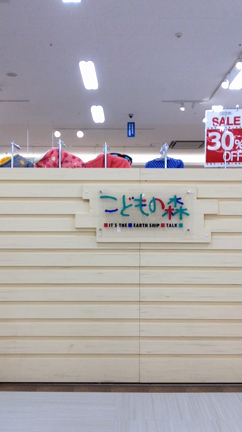 SALE
30%
OFF
こどもの森
IT'S THE EARTH SHIP TALK